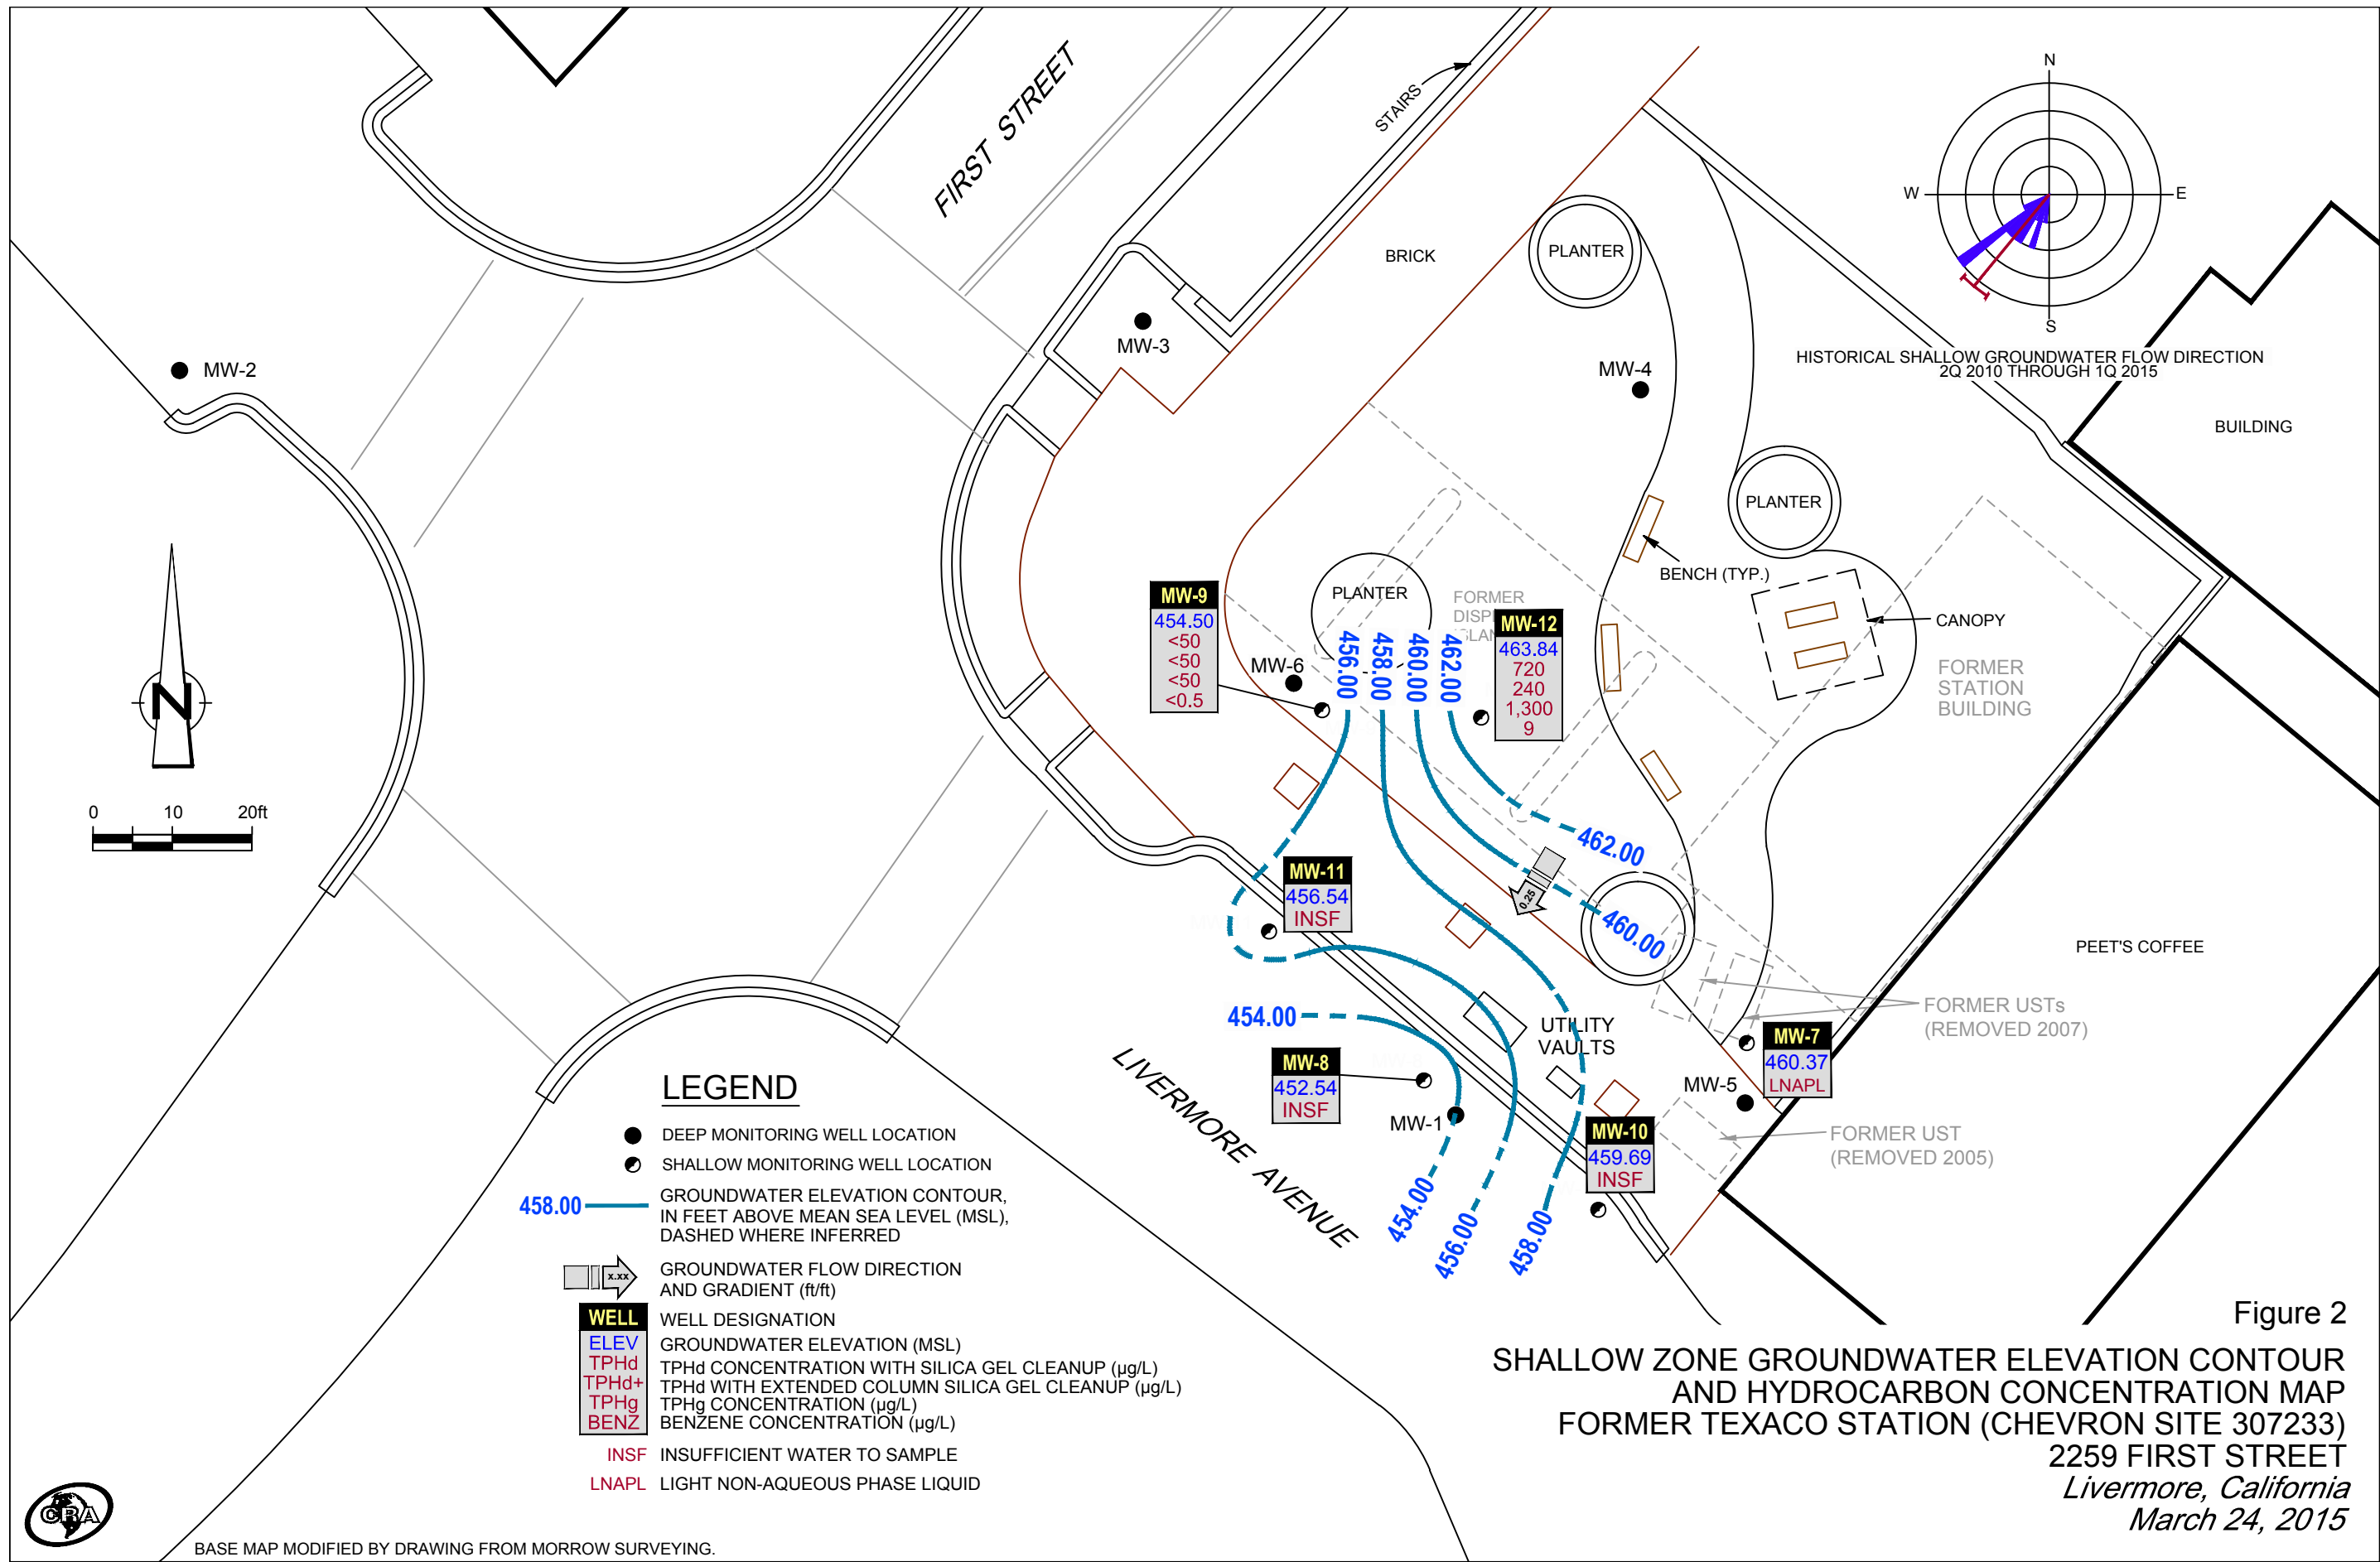 FIRST STREET
STAIRS
BRICK
PLANTER
N
W
E
S
HISTORICAL SHALLOW GROUNDWATER FLOW DIRECTION
2Q 2010 THROUGH 1Q 2015
BUILDING
MW-2
MW-3
MW-4
PLANTER
BENCH (TYP.)
CANOPY
FORMER
STATION
BUILDING
PLANTER
FORMER
MW-9
454.50
<50
<50
<50
<0.5
MW-6
MW-12
463.84
720
240
1,300
9
456.00
458.00
460.00
462.00
N
0 10 20ft
462.00
460.00
0.25
MW-11
456.54
INSF
454.00
MW-8
452.54
INSF
MW-1
UTILITY
VAULTS
PEET'S COFFEE
FORMER USTs
(REMOVED 2007)
MW-7
460.37
LNAPL
MW-5
FORMER UST
(REMOVED 2005)
MW-10
459.69
INSF
LIVERMORE AVENUE
454.00
456.00
458.00
LEGEND
DEEP MONITORING WELL LOCATION
SHALLOW MONITORING WELL LOCATION
458.00 GROUNDWATER ELEVATION CONTOUR,
IN FEET ABOVE MEAN SEA LEVEL (MSL),
DASHED WHERE INFERRED
x.xx GROUNDWATER FLOW DIRECTION
AND GRADIENT (ft/ft)
WELL WELL DESIGNATION
ELEV GROUNDWATER ELEVATION (MSL)
TPHd TPHd CONCENTRATION WITH SILICA GEL CLEANUP (µg/L)
TPHd+ TPHd WITH EXTENDED COLUMN SILICA GEL CLEANUP (µg/L)
TPHg TPHg CONCENTRATION (µg/L)
BENZ BENZENE CONCENTRATION (µg/L)
INSF INSUFFICIENT WATER TO SAMPLE
LNAPL LIGHT NON-AQUEOUS PHASE LIQUID
CRA
BASE MAP MODIFIED BY DRAWING FROM MORROW SURVEYING.
Figure 2
SHALLOW ZONE GROUNDWATER ELEVATION CONTOUR
AND HYDROCARBON CONCENTRATION MAP
FORMER TEXACO STATION (CHEVRON SITE 307233)
2259 FIRST STREET
Livermore, California
March 24, 2015